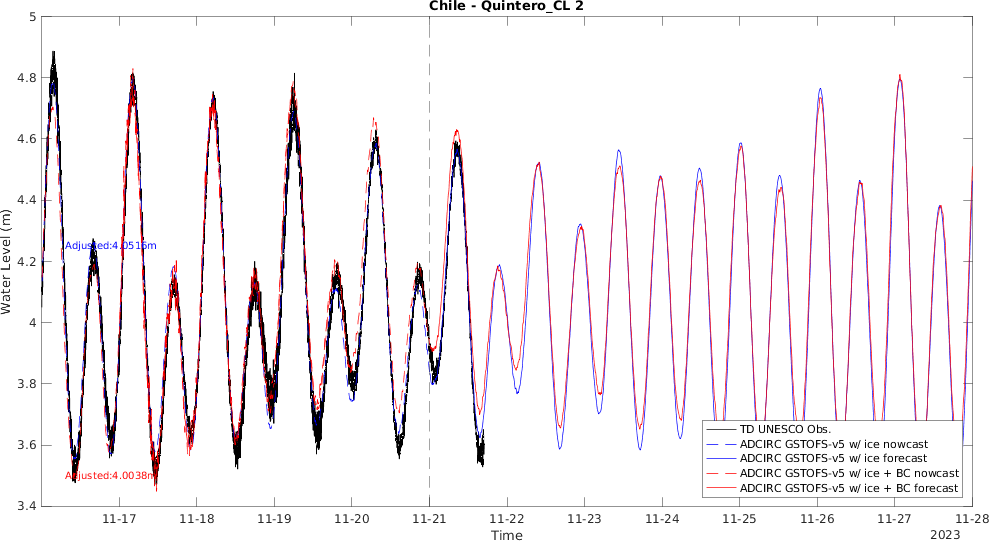 Chile - Quintero_CL 2
Water Level (m)
5
4.8
4.6
4.4
4.2
4
3.8
3.6
3.4
Adjusted:4.0516m
Adjusted:4.0038m
TD UNESCO Obs.
ADCIRC GSTOFS-v5 w/ ice nowcast
ADCIRC GSTOFS-v5 w/ ice forecast
ADCIRC GSTOFS-v5 w/ ice + BC nowcast
ADCIRC GSTOFS-v5 w/ ice + BC forecast
11-17 11-18 11-19 11-20 11-21 11-22 11-23 11-24 11-25 11-26 11-27 11-28
Time
2023